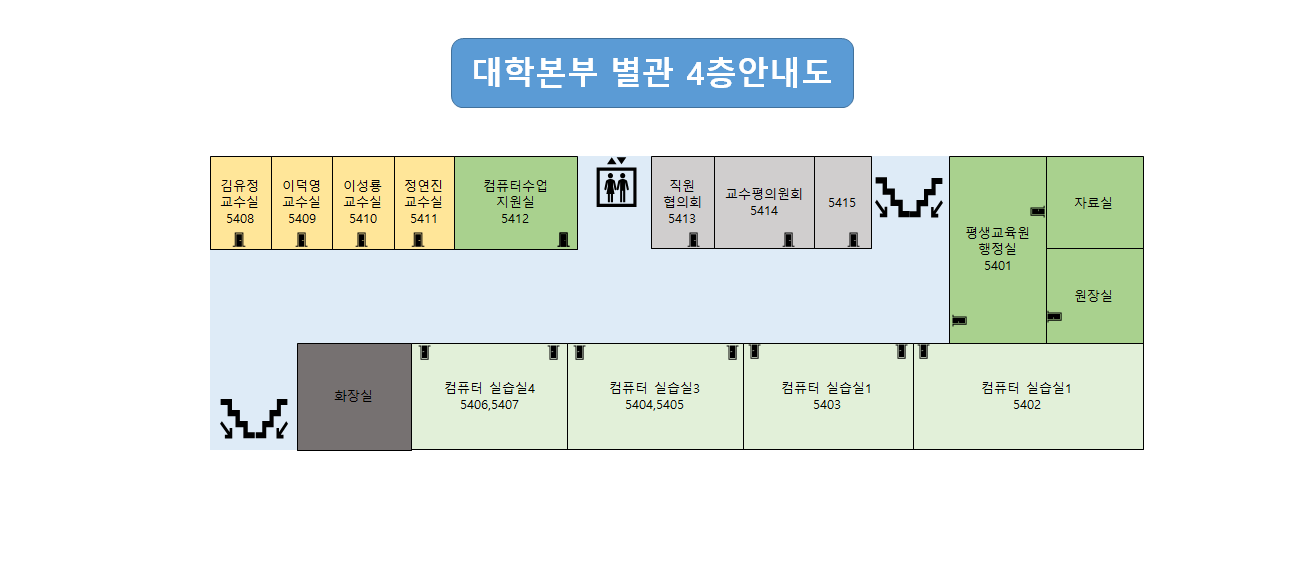 대학본부 별관 4층안내도
김유정
교수실
5408
이덕영
교수실
5409
이성룡
교수실
5410
정연진
교수실
5411
컴퓨터수업
지원실
5412
직원
협의회
5413
교수평의원회
5414
5415
평생교육원
행정실
5401
자료실
원장실
화장실
컴퓨터 실습실4
5406,5407
컴퓨터 실습실3
5404,5405
컴퓨터 실습실1
5403
컴퓨터 실습실1
5402